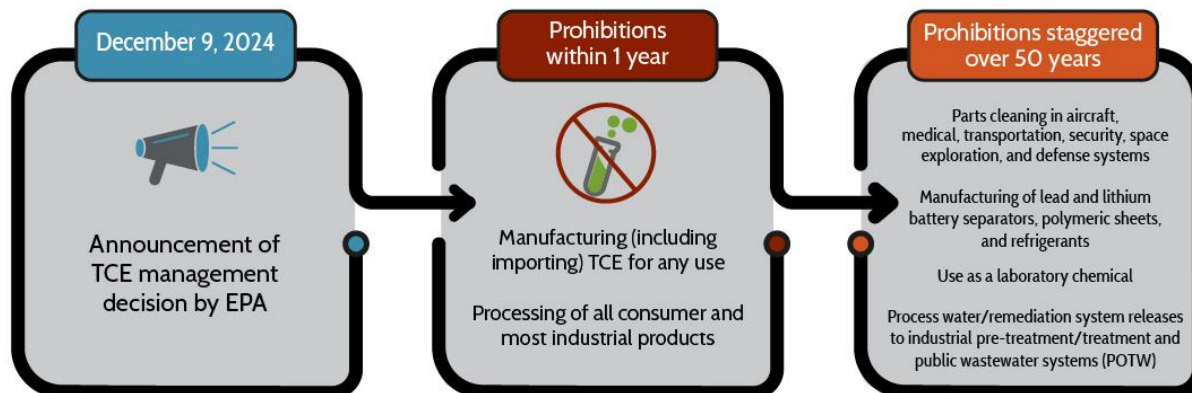 December 9, 2024
Announcement of
TCE management
decision by EPA
Prohibitions
within 1 year
Manufacturing (including
importing) TCE for any use
Processing of all consumer and
most industrial products
Prohibitions staggered
over 50 years
Parts cleaning in aircraft,
medical, transportation, security, space
exploration, and defense systems
Manufacturing of lead and lithium
battery separators, polymeric sheets,
and refrigerants
Use as a laboratory chemical
Process water/remediation system releases
to industrial pre-treatment/treatment and
public wastewater systems (POTW)